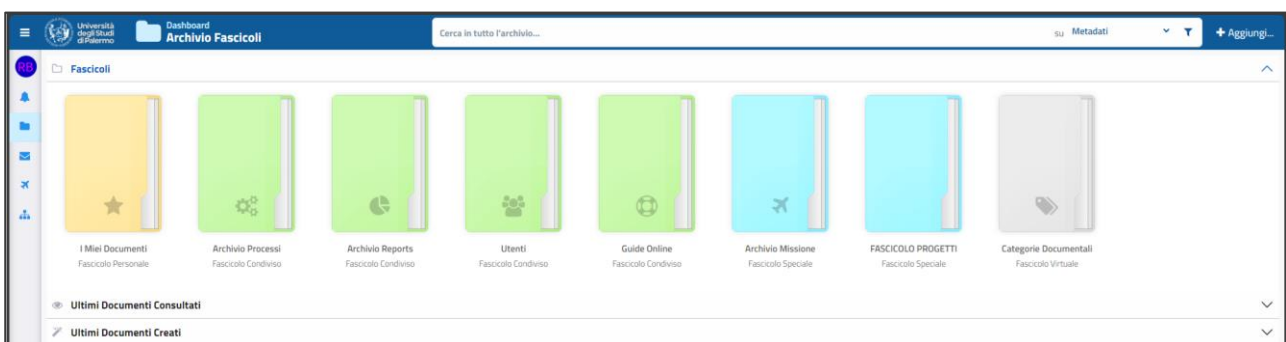 Università
degli Studi
di Palermo
Dashboard
Archivio Fascicoli
Cerca in tutto l'archivio...
su Metadati
+ Aggiungi...
RB
Fascicoli
I Miei Documenti
Fascicolo Personale
Archivio Processi
Fascicolo Condiviso
Archivio Reports
Fascicolo Condiviso
Utenti
Fascicolo Condiviso
Guide Online
Fascicolo Condiviso
Archivio Missione
Fascicolo Speciale
FASCICOLO PROGETTI
Fascicolo Speciale
Categorie Documentali
Fascicolo Virtuale
Ultimi Documenti Consultati
Ultimi Documenti Creati